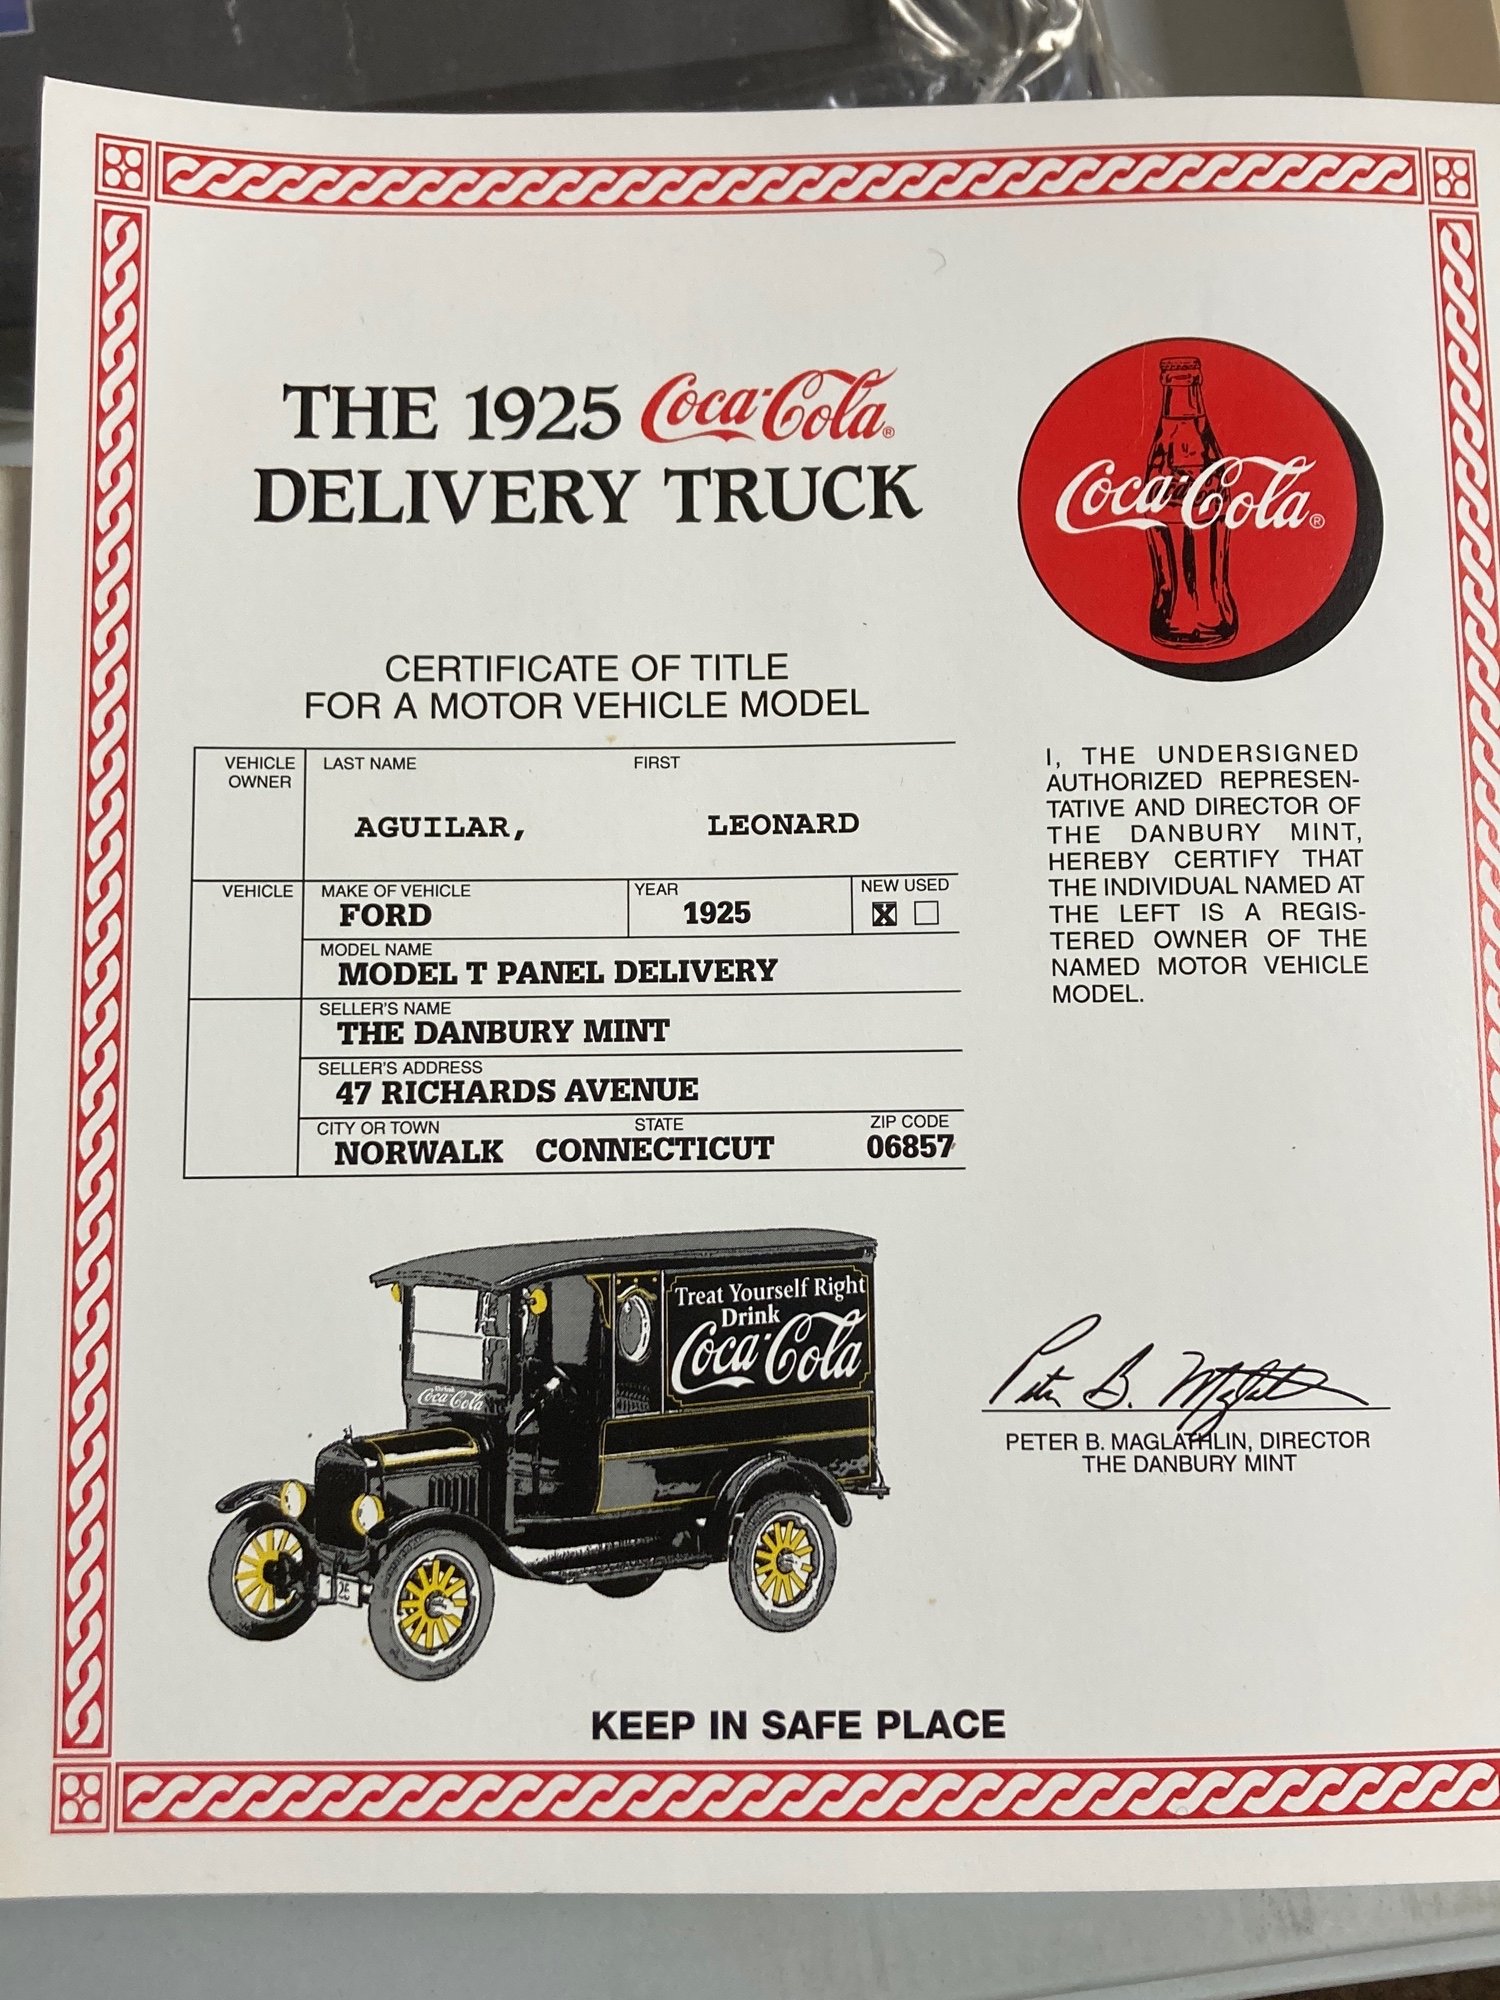 THE 1925 Coca-Cola®
DELIVERY TRUCK
Coca-Cola®
CERTIFICATE OF TITLE
FOR A MOTOR VEHICLE MODEL
VEHICLE OWNER LAST NAME FIRST
AGUILAR, LEONARD
VEHICLE MAKE OF VEHICLE YEAR NEW USED
FORD 1925 X
MODEL NAME
MODEL T PANEL DELIVERY
SELLER'S NAME
THE DANBURY MINT
SELLER'S ADDRESS
47 RICHARDS AVENUE
CITY OR TOWN STATE ZIP CODE
NORWALK CONNECTICUT 06857
I, THE UNDERSIGNED
AUTHORIZED REPRESEN-
TATIVE AND DIRECTOR OF
THE DANBURY MINT,
HEREBY CERTIFY THAT
THE INDIVIDUAL NAMED AT
THE LEFT IS A REGIS-
TERED OWNER OF THE
NAMED MOTOR VEHICLE
MODEL.
Treat Yourself Right
Drink
Coca-Cola
Drink
Coca-Cola
Peter B. Maglathlin
PETER B. MAGLATHLIN, DIRECTOR
THE DANBURY MINT
KEEP IN SAFE PLACE